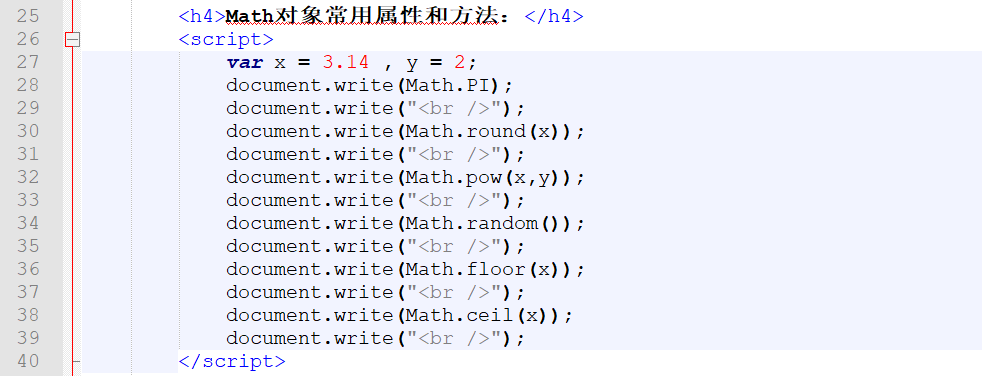 25 <h4>Math对象常用属性和方法：</h4>
26 <script>
27 var x = 3.14 , y = 2;
28 document.write(Math.PI);
29 document.write("<br />");
30 document.write(Math.round(x));
31 document.write("<br />");
32 document.write(Math.pow(x,y));
33 document.write("<br />");
34 document.write(Math.random());
35 document.write("<br />");
36 document.write(Math.floor(x));
37 document.write("<br />");
38 document.write(Math.ceil(x));
39 document.write("<br />");
40 </script>